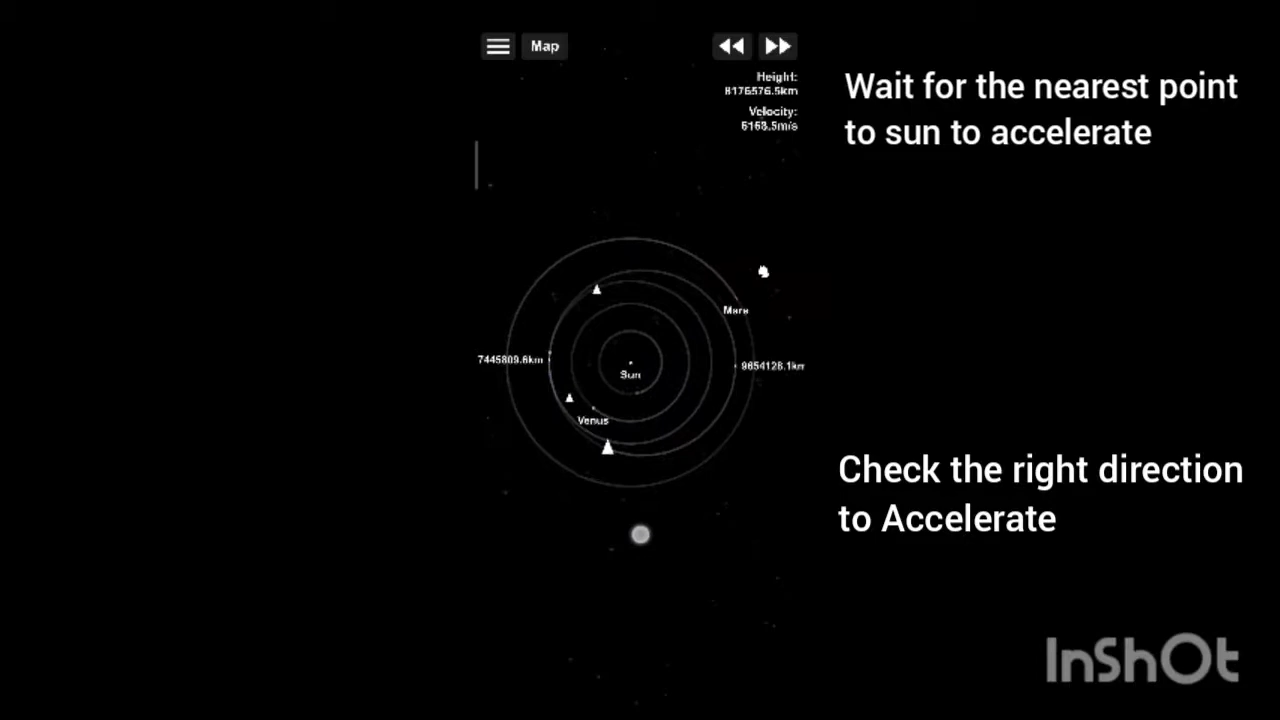 Map
Height:
8176576.5km
Velocity:
6168.5m/s
Wait for the nearest point
to sun to accelerate
Mars
7445809.6km
Sun
9654128.1km
Venus
Check the right direction
to Accelerate
InShOt